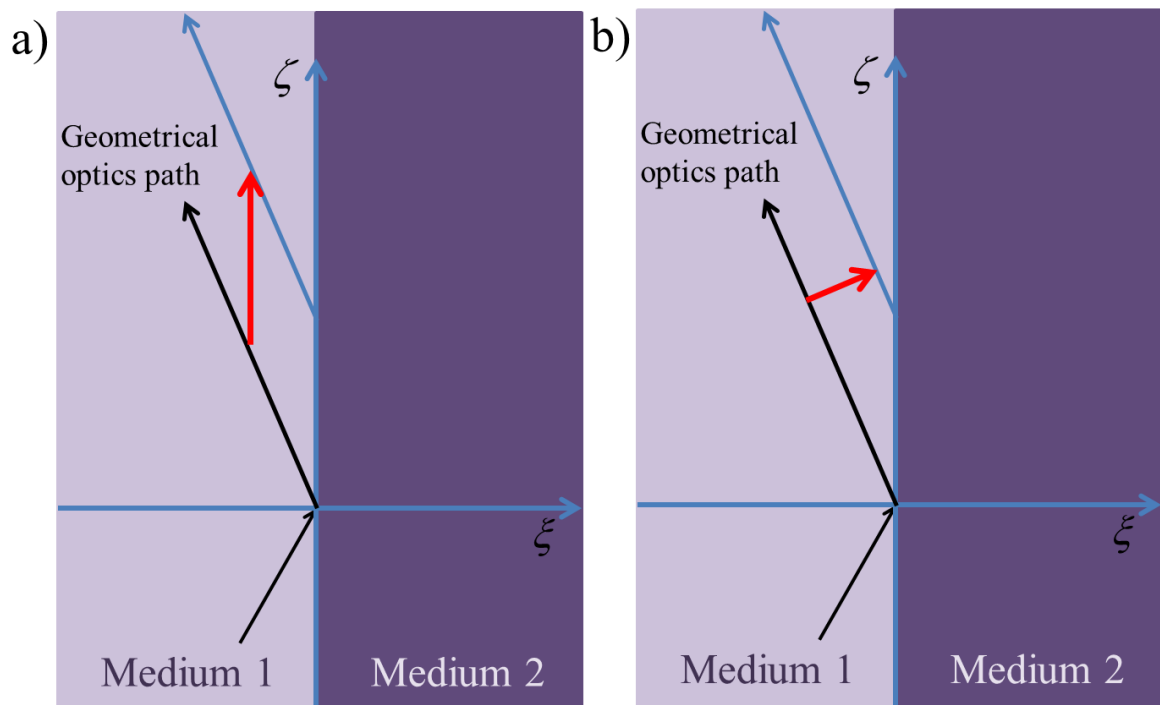 a)
ζ
Geometrical
optics path
ξ
Medium 1
Medium 2
b)
ζ
Geometrical
optics path
ξ
Medium 1
Medium 2